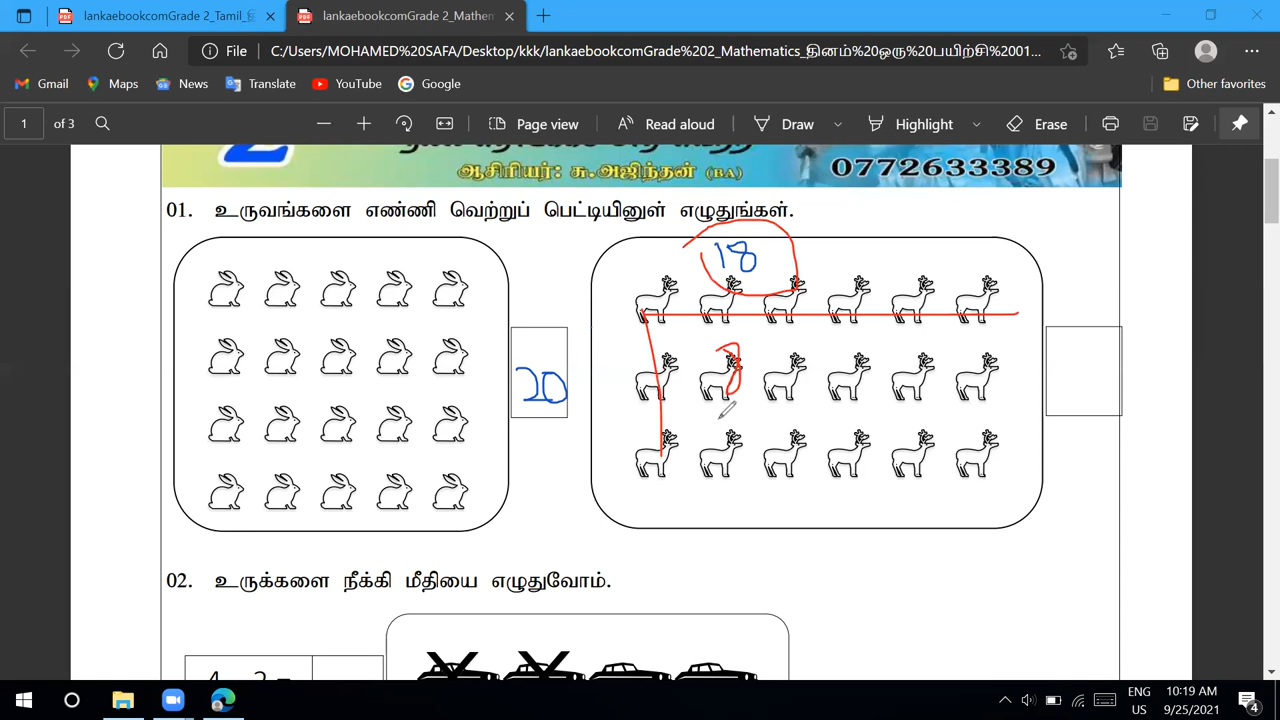 lankaebookcomGrade 2_Tamil_
lankaebookcomGrade 2_Mathem
File
C:/Users/MOHAMED%20SAFA/Desktop/kkk/lankaebookcomGrade%202_Mathematics_தினம்%20ஒரு%20பயிற்சி%2001...
Gmail
Maps
News
Translate
YouTube
Google
Other favorites
1 of 3
Page view
Read aloud
Draw
Highlight
Erase
2
ஆசிரியர்: சு.அஜிந்தன் (BA)
0772633389
01. உருவங்களை எண்ணி வெற்றுப் பெட்டியினுள் எழுதுங்கள்.
18
3
20
02. உருக்களை நீக்கி மீதியை எழுதுவோம்.
ENG
US
10:19 AM
9/25/2021
4